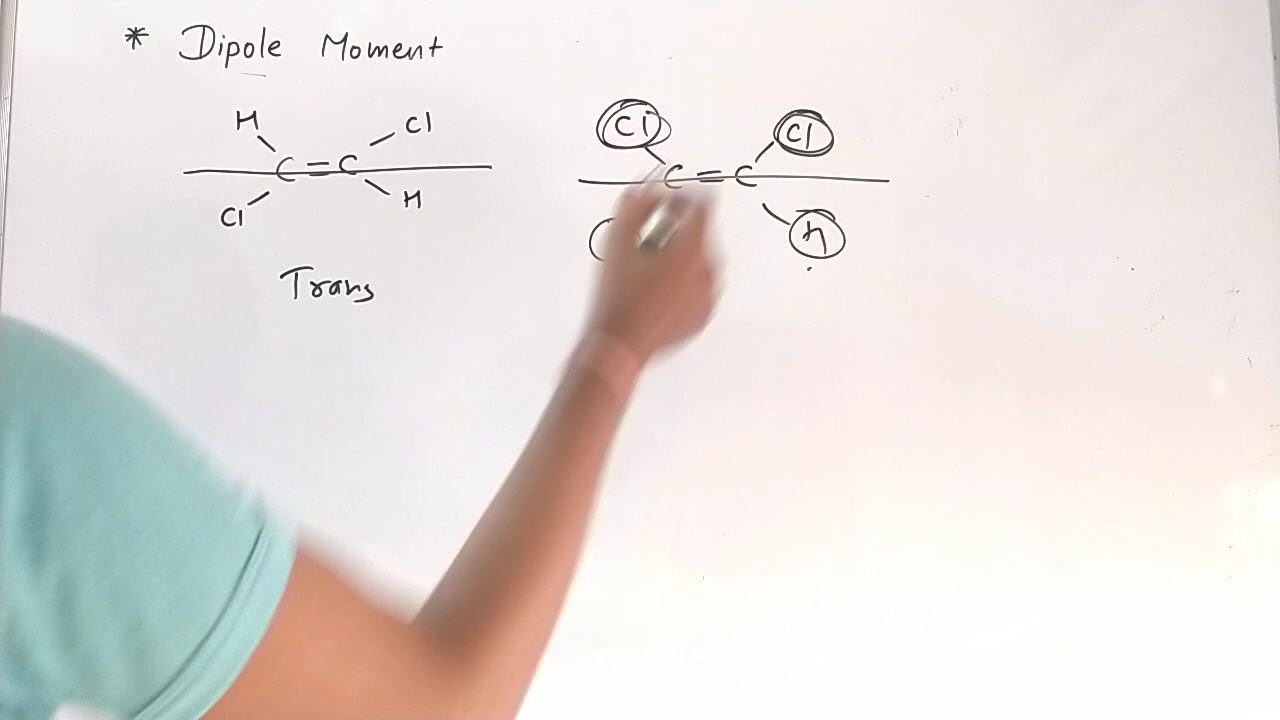 * Dipole Moment
H Cl
C = C
Cl H
Trans
Cl Cl
C = C
H